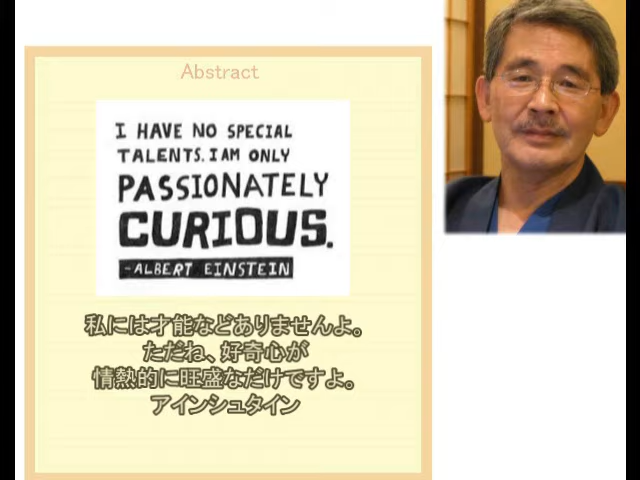 Abstract
I HAVE NO SPECIAL
TALENTS. I AM ONLY
PASSIONATELY
CURIOUS.
-ALBERT EINSTEIN
私には才能などありませんよ。
ただね、好奇心が
情熱的に旺盛なだけですよ。
アインシュタイン